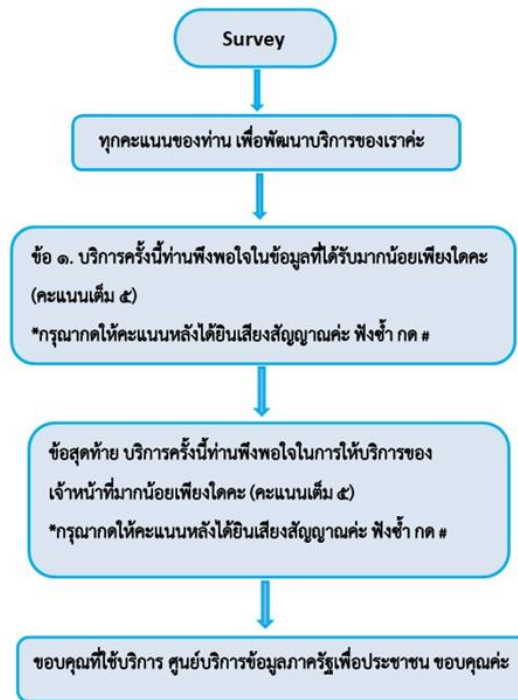 Survey
ทุกคะแนนของท่าน เพื่อพัฒนาบริการของเราค่ะ
ข้อ ๑. บริการครั้งนี้ท่านพึงพอใจในข้อมูลที่ได้รับมากน้อยเพียงใดคะ
(คะแนนเต็ม ๕)
*กรุณากดให้คะแนนหลังได้ยินเสียงสัญญาณค่ะ ฟังซ้ำ กด #
ข้อสุดท้าย บริการครั้งนี้ท่านพึงพอใจในการให้บริการของ
เจ้าหน้าที่มากน้อยเพียงใดคะ (คะแนนเต็ม ๕)
*กรุณากดให้คะแนนหลังได้ยินเสียงสัญญาณค่ะ ฟังซ้ำ กด #
ขอบคุณที่ใช้บริการ ศูนย์บริการข้อมูลภาครัฐเพื่อประชาชน ขอบคุณค่ะ